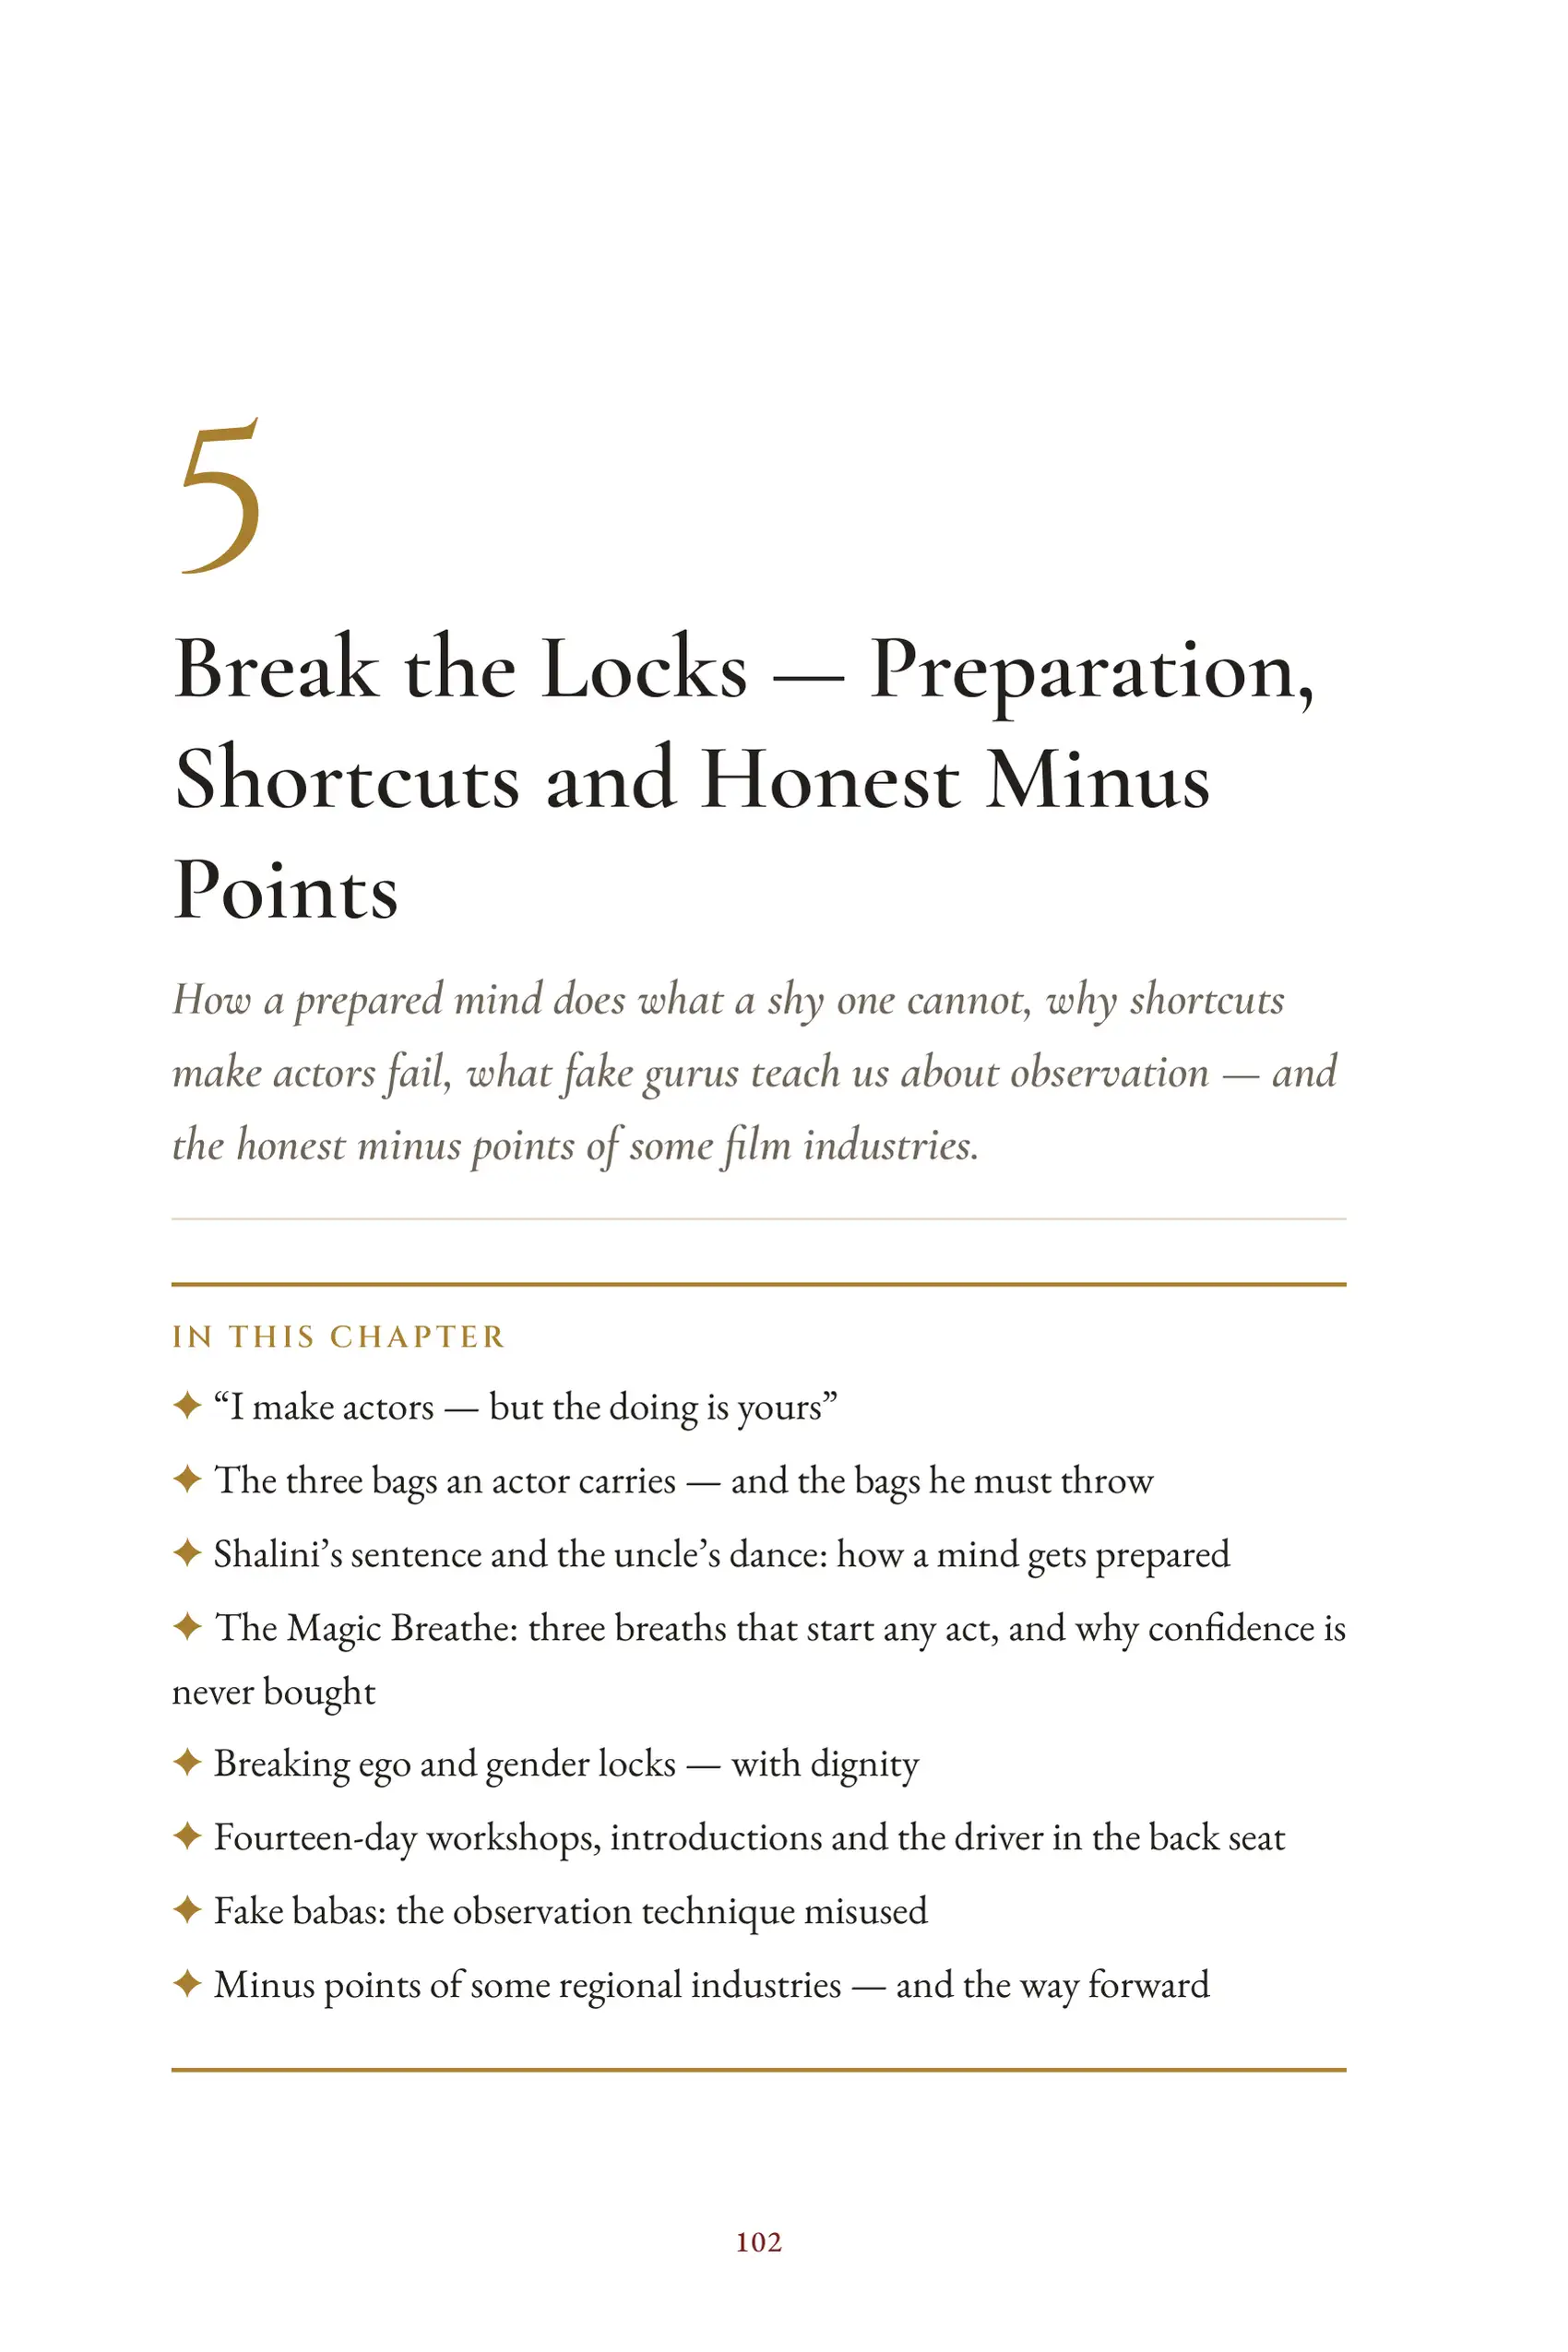 5
Break the Locks — Preparation,
Shortcuts and Honest Minus
Points
How a prepared mind does what a shy one cannot, why shortcuts
make actors fail, what fake gurus teach us about observation — and
the honest minus points of some film industries.
IN THIS CHAPTER
✦ “I make actors — but the doing is yours”
✦ The three bags an actor carries — and the bags he must throw
✦ Shalini’s sentence and the uncle’s dance: how a mind gets prepared
✦ The Magic Breathe: three breaths that start any act, and why confidence is
never bought
✦ Breaking ego and gender locks — with dignity
✦ Fourteen-day workshops, introductions and the driver in the back seat
✦ Fake babas: the observation technique misused
✦ Minus points of some regional industries — and the way forward
102